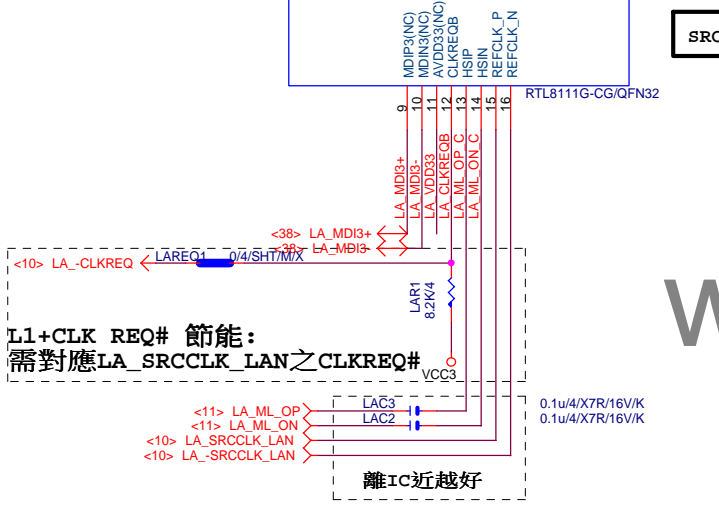 MDIP3(NC)
MDIN3(NC)
AVDD33(NC)
CLKREQB
HSIP
HSIN
REFCLK_P
REFCLK_N
SRC
RTL8111G-CG/QFN32
9
10
11
12
13
14
15
16
LA_MDI3+
LA_MDI3-
LA_VDD33
LA_CLKREQB
LA_ML_OP_C
LA_ML_ON_C
<38> LA_MDI3+
<38> LA_MDI3-
<10> LA_-CLKREQ
LAREQ1 0/4/SHT/M/X
LAR1
8.2K/4
L1+CLK REQ# 節能:
需對應LA_SRCCLK_LAN之CLKREQ#
VCC3
W
<11> LA_ML_OP
LAC3
0.1u/4/X7R/16V/K
<11> LA_ML_ON
LAC2
0.1u/4/X7R/16V/K
<10> LA_SRCCLK_LAN
<10> LA_-SRCCLK_LAN
離IC近越好